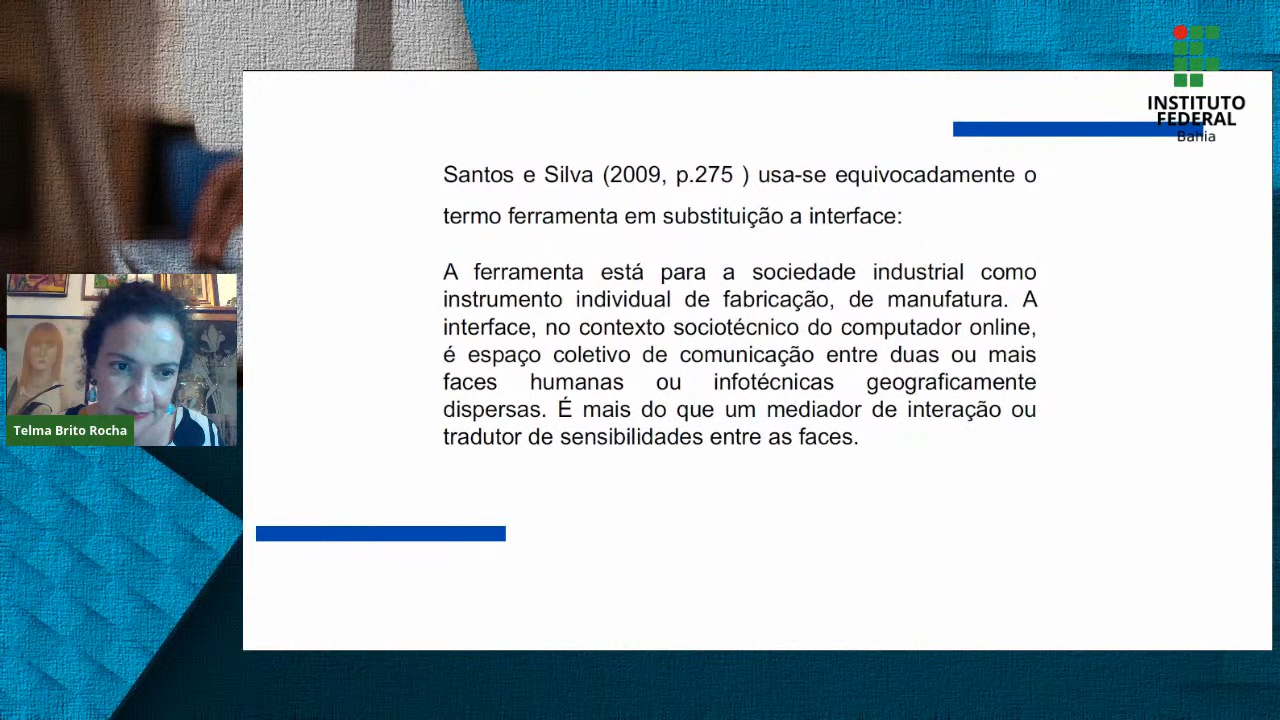 INSTITUTO
FEDERAL
Bahia
Santos e Silva (2009, p.275 ) usa-se equivocadamente o
termo ferramenta em substituição a interface:
A ferramenta está para a sociedade industrial como
instrumento individual de fabricação, de manufatura. A
interface, no contexto sociotécnico do computador online,
é espaço coletivo de comunicação entre duas ou mais
faces humanas ou infotécnicas geograficamente
dispersas. É mais do que um mediador de interação ou
tradutor de sensibilidades entre as faces.
Telma Brito Rocha